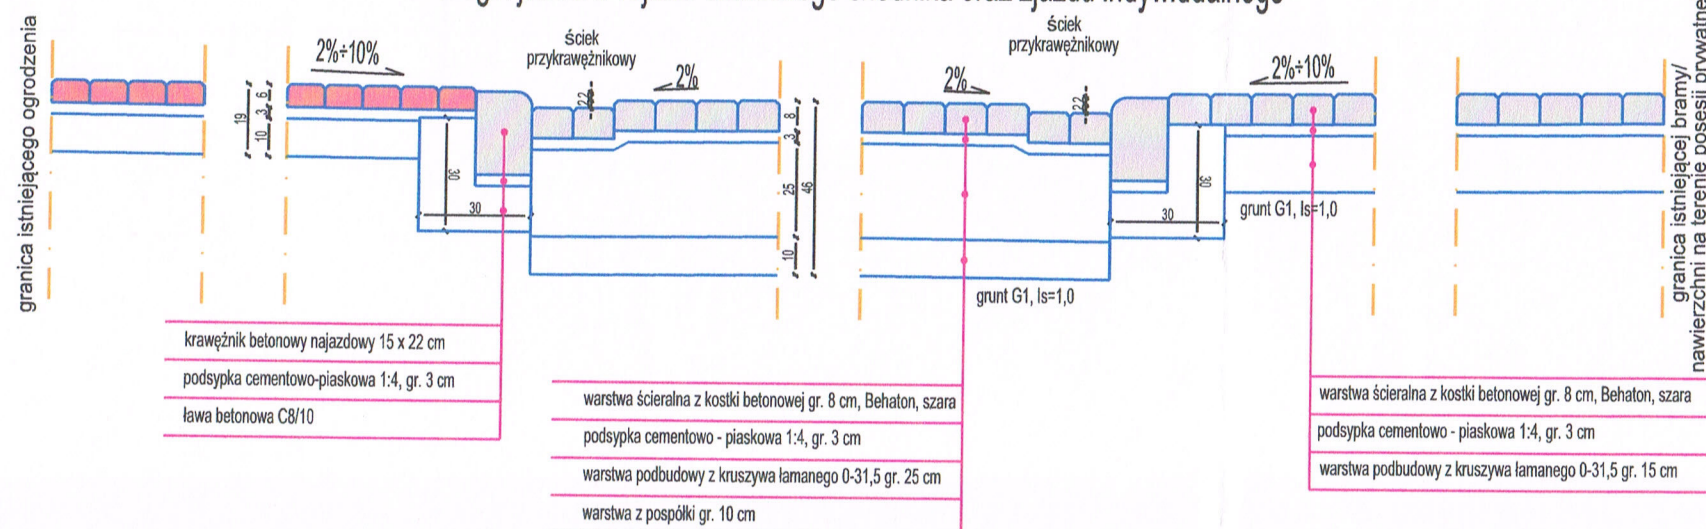 granica istniejącego ogrodzenia
2%÷10%
ściek
przykrawężnikowy
2%
22
19
10 3 6
30
30
10 25 3 8
46
2%
ściek
przykrawężnikowy
22
2%÷10%
30
30
grunt G1, Is=1,0
grunt G1, Is=1,0
granica istniejącej bramy/
krawężnik betonowy najazdowy 15 x 22 cm
podsypka cementowo-piaskowa 1:4, gr. 3 cm
ława betonowa C8/10
warstwa ścieralna z kostki betonowej gr. 8 cm, Behaton, szara
podsypka cementowo - piaskowa 1:4, gr. 3 cm
warstwa podbudowy z kruszywa łamanego 0-31,5 gr. 25 cm
warstwa z pospółki gr. 10 cm
nawierzchni na terenie posesji
warstwa ścieralna z kostki betonowej gr. 8 cm, Behaton, szara
podsypka cementowo - piaskowa 1:4, gr. 3 cm
warstwa podbudowy z kruszywa łamanego 0-31,5 gr. 15 cm